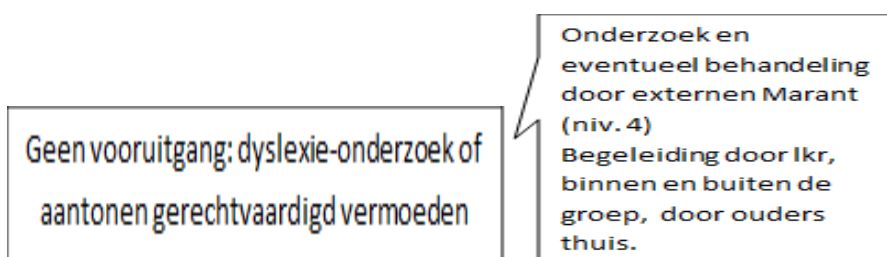 Geen vooruitgang: dyslexie-onderzoek of
aantonen gerechtvaardigd vermoeden
Onderzoek en
eventueel behandeling
door externen Marant
(niv. 4)
Begeleiding door lkr,
binnen en buiten de
groep, door ouders
thuis.